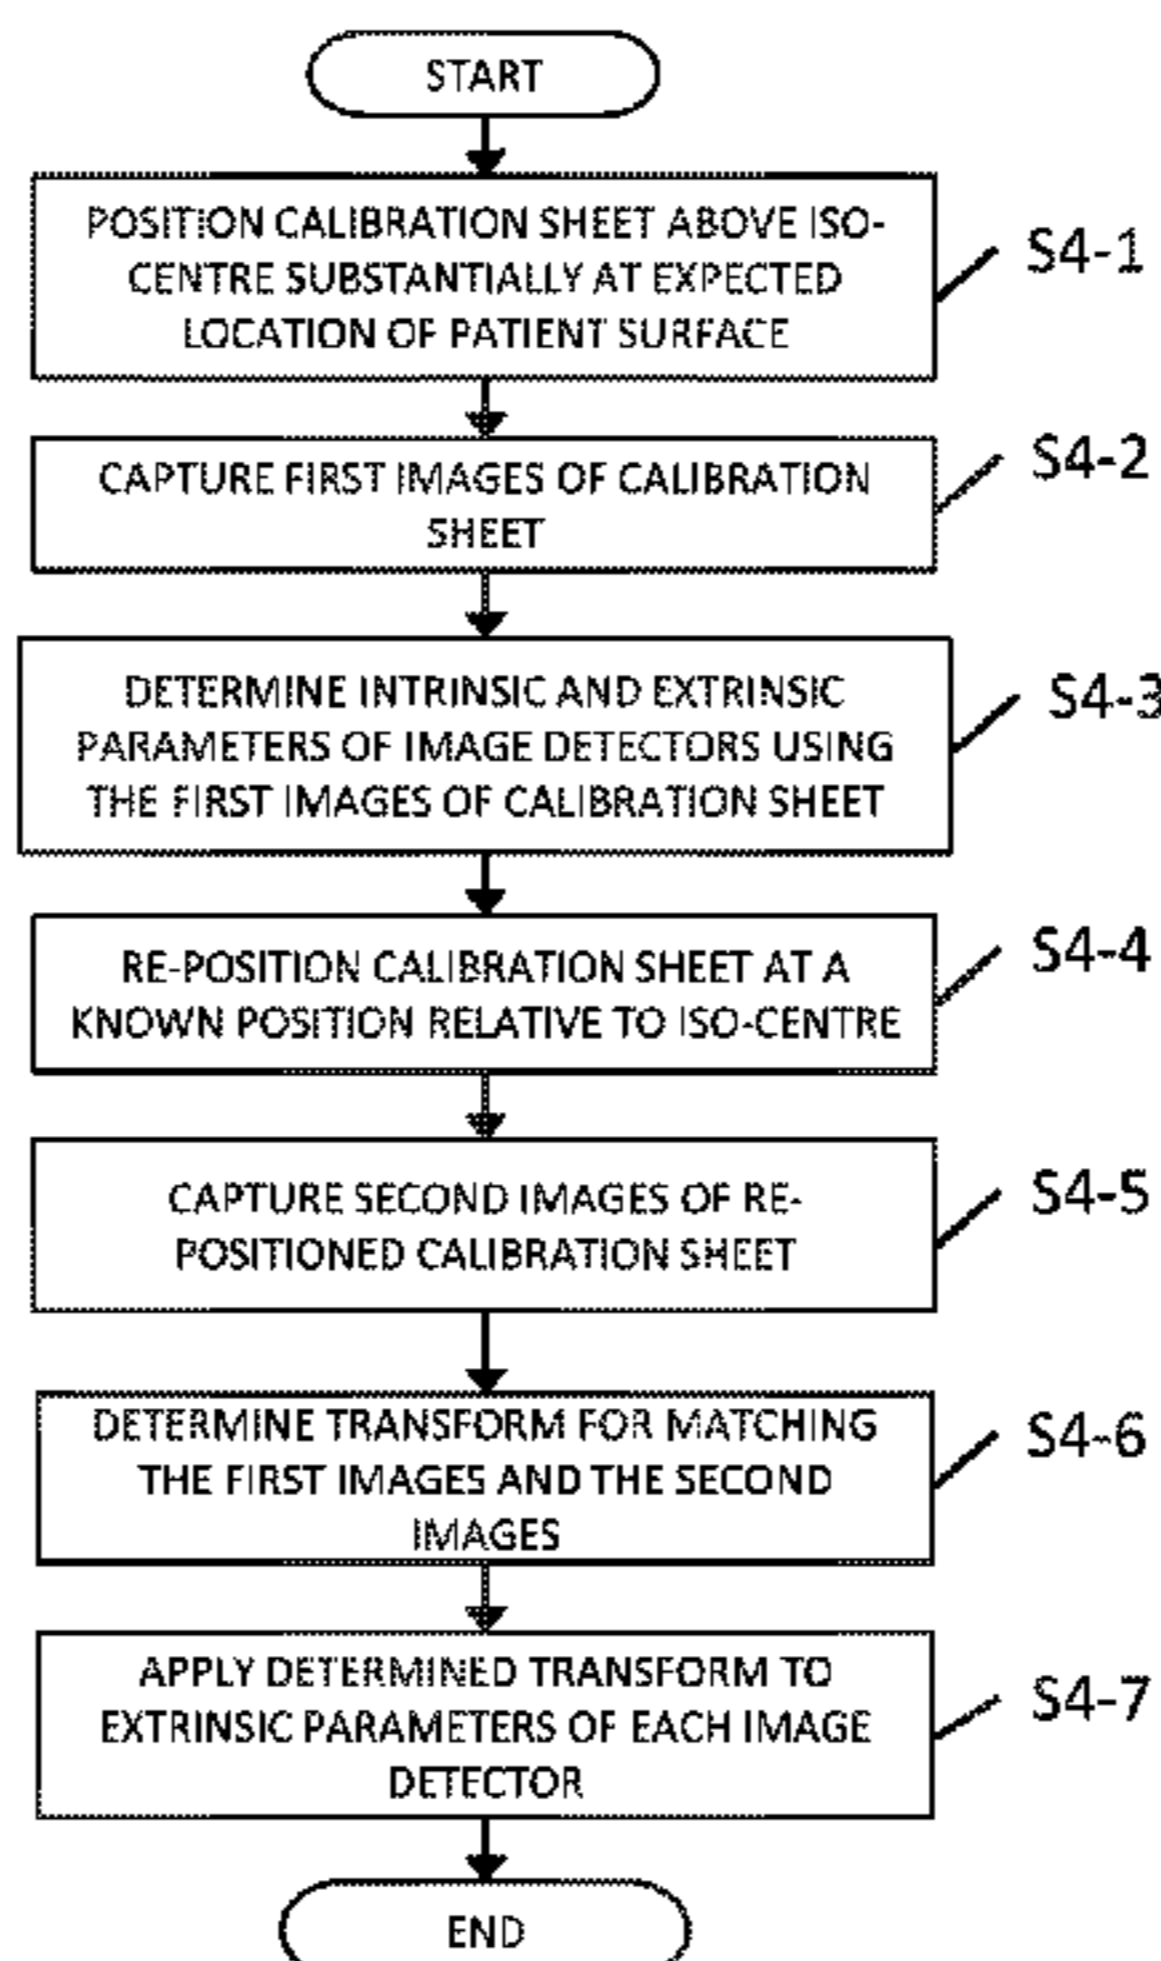 START
POSITION CALIBRATION SHEET ABOVE ISO-
CENTRE SUBSTANTIALLY AT EXPECTED
LOCATION OF PATIENT SURFACE
S4-1
CAPTURE FIRST IMAGES OF CALIBRATION
SHEET
S4-2
DETERMINE INTRINSIC AND EXTRINSIC
PARAMETERS OF IMAGE DETECTORS USING
THE FIRST IMAGES OF CALIBRATION SHEET
S4-3
RE-POSITION CALIBRATION SHEET AT A
KNOWN POSITION RELATIVE TO ISO-CENTRE
S4-4
CAPTURE SECOND IMAGES OF RE-
POSITIONED CALIBRATION SHEET
S4-5
DETERMINE TRANSFORM FOR MATCHING
THE FIRST IMAGES AND THE SECOND
IMAGES
S4-6
APPLY DETERMINED TRANSFORM TO
EXTRINSIC PARAMETERS OF EACH IMAGE
DETECTOR
S4-7
END